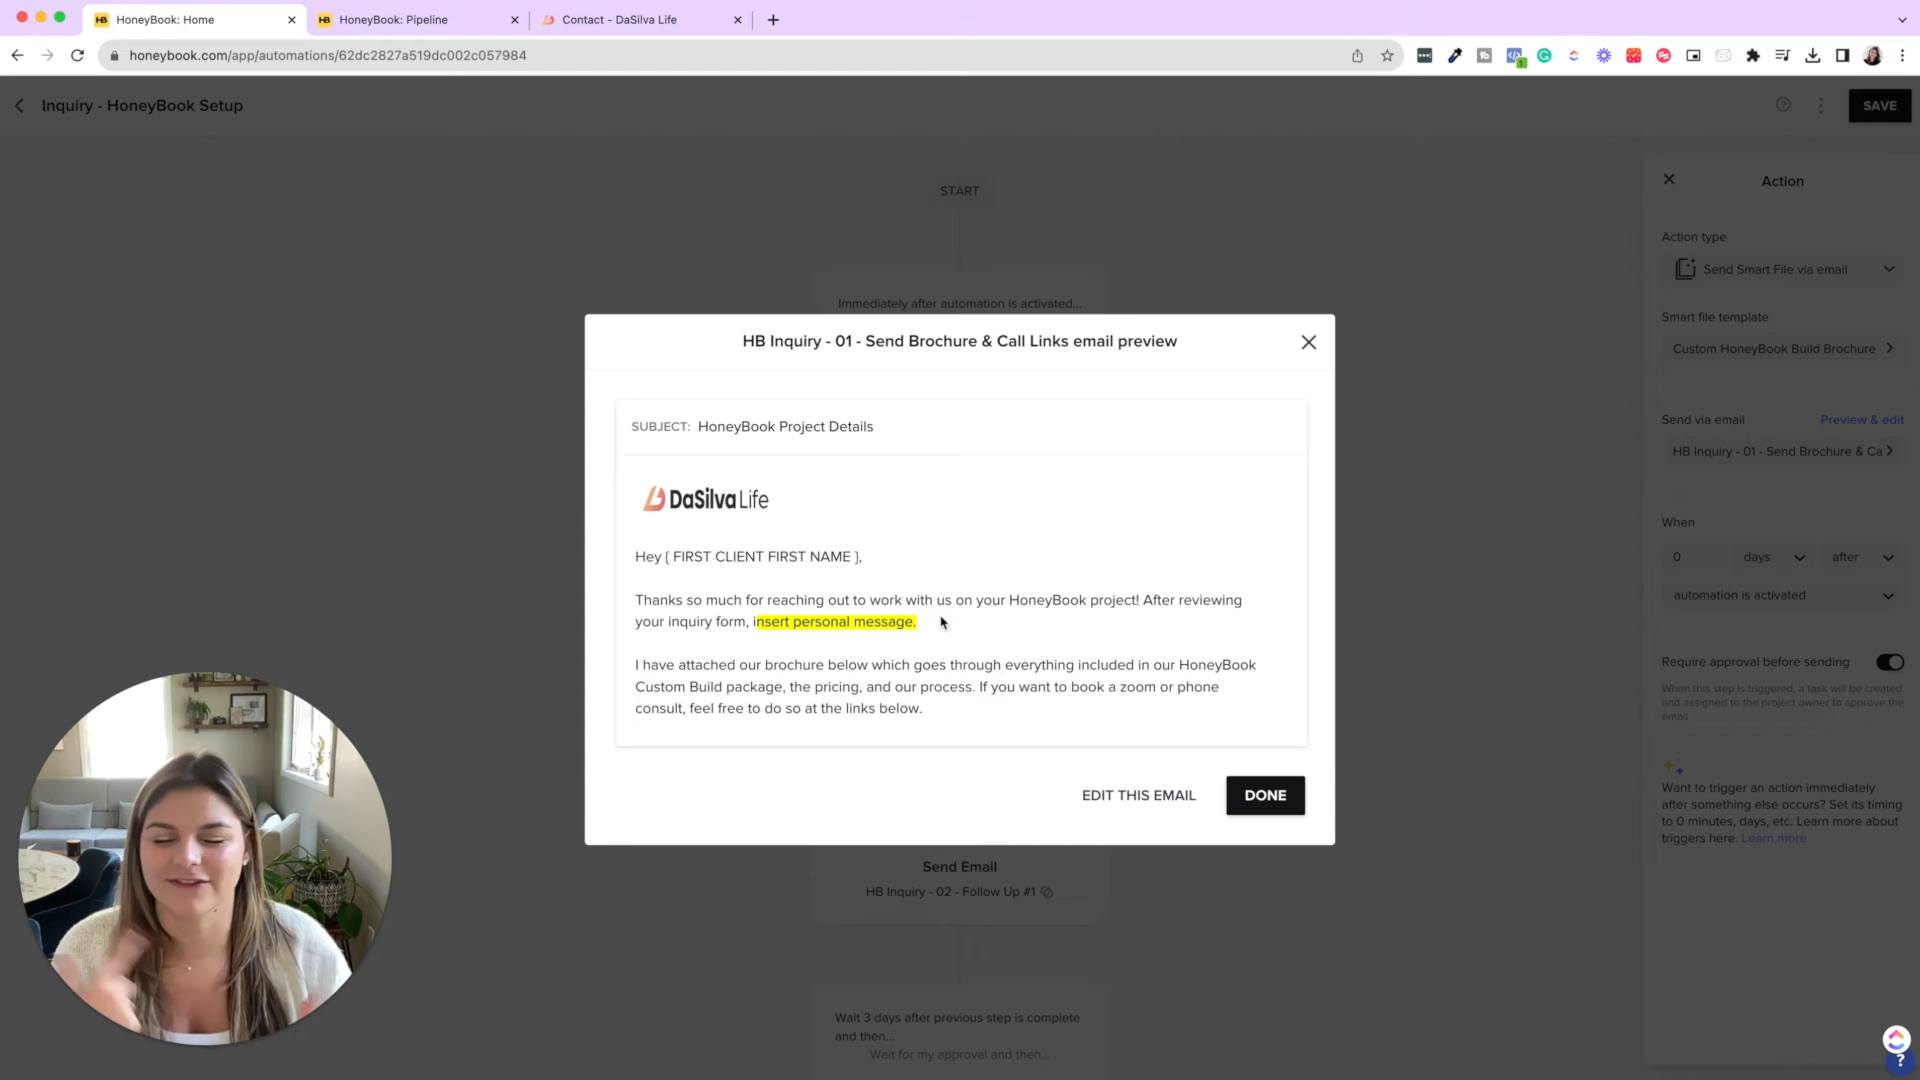 HoneyBook: Home
HoneyBook: Pipeline
Contact - DaSilva Life
honeybook.com/app/automations/62dc2827a519dc002c057984
Inquiry - HoneyBook Setup
SAVE
START
Immediately after automation is activated...
HB Inquiry - 01 - Send Brochure & Call Links email preview
SUBJECT: HoneyBook Project Details
DaSilva Life
Hey { FIRST CLIENT FIRST NAME },
Thanks so much for reaching out to work with us on your HoneyBook project! After reviewing
your inquiry form, insert personal message.
I have attached our brochure below which goes through everything included in our HoneyBook
Custom Build package, the pricing, and our process. If you want to book a zoom or phone
consult, feel free to do so at the links below.
EDIT THIS EMAIL
DONE
Send Email
HB Inquiry - 02 - Follow Up #1
Wait 3 days after previous step is complete
and then...
Wait for my approval and then...
Action
Action type
Send Smart File via email
Smart file template
Custom HoneyBook Build Brochure
Send via email
Preview & edit
HB Inquiry - 01 - Send Brochure & Ca
When
0
days
after
automation is activated
Require approval before sending
When this step is triggered, a task will be created
and assigned to the project owner to approve the
email
Want to trigger an action immediately
after something else occurs? Set its timing
to 0 minutes, days, etc. Learn more about
triggers here. Learn more
?